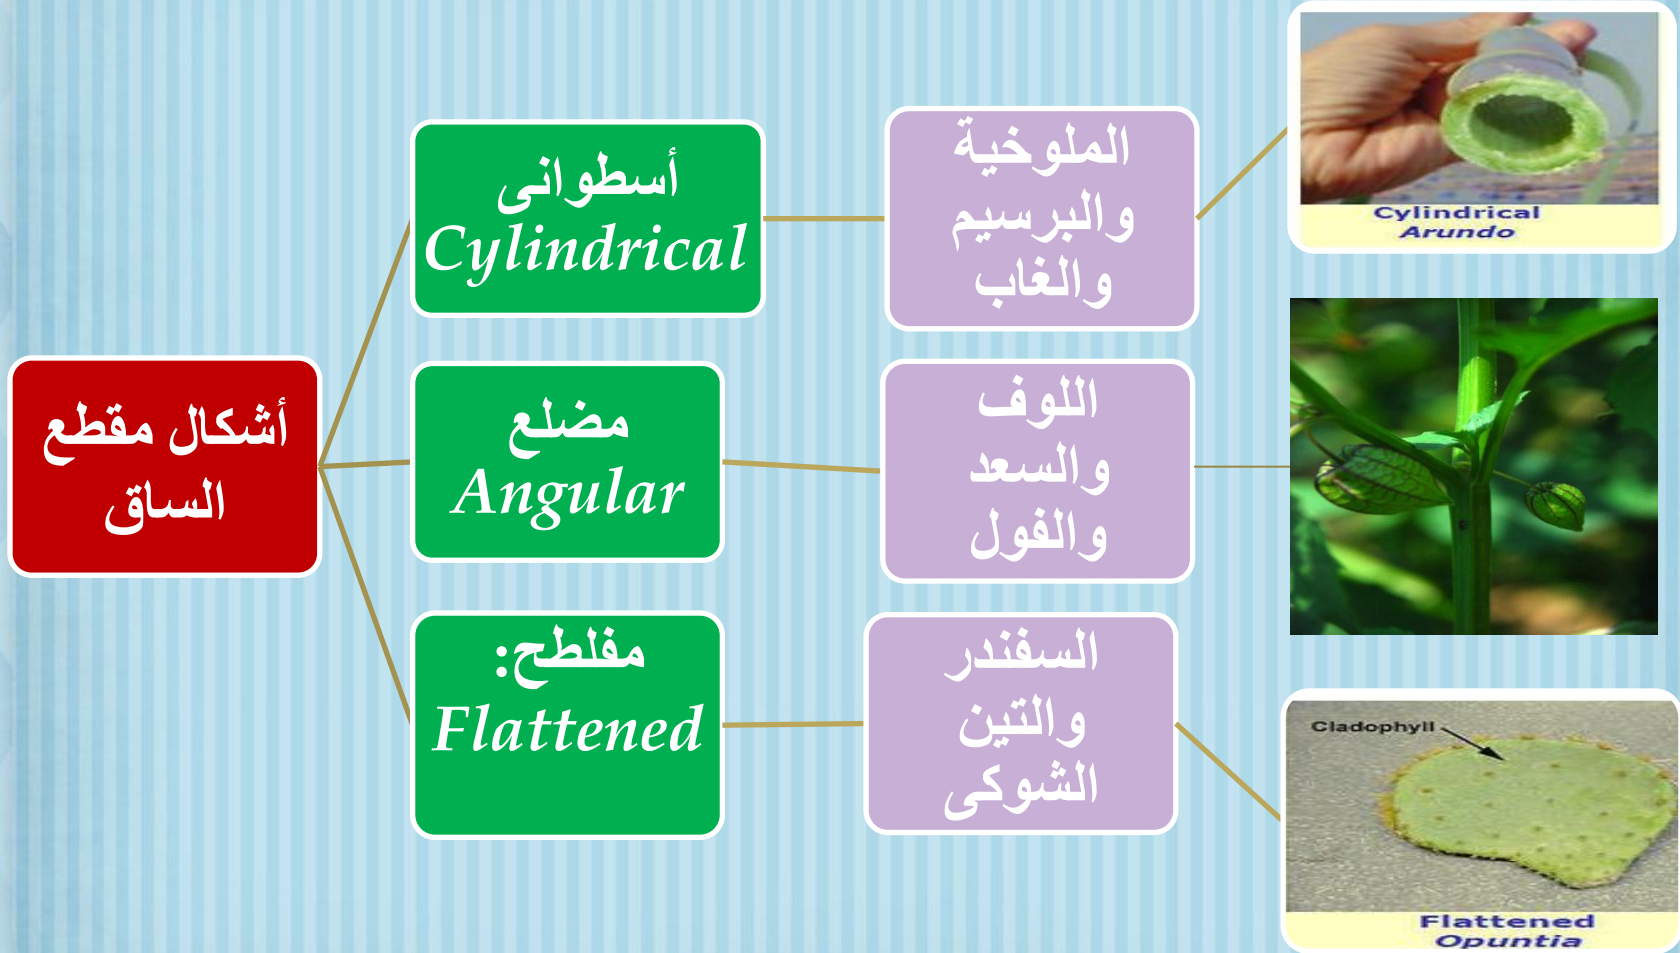 أشكال مقطع
الساق
أسطوانى
Cylindrical
الملوخية
والبرسيم
والغاب
Cylindrical
Arundo
مضلع
Angular
اللوف
والسعد
والفول
مفلطح:
Flattened
السفندر
والتين
الشوكى
Cladophyll
Flattened
Opuntia